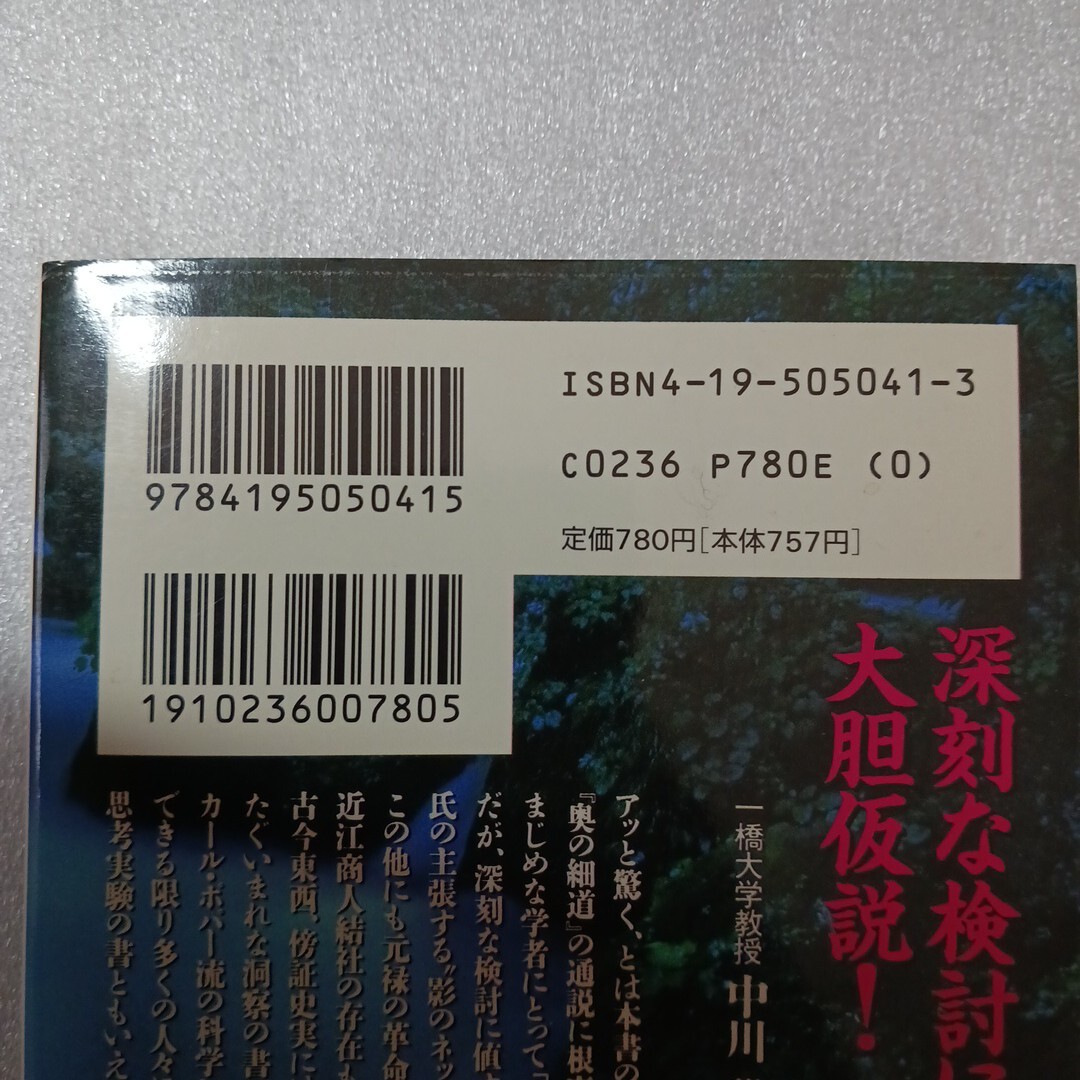 9784195050415
1910236007805
ISBN4-19-505041-3
C0236 P780E (0)
定価780円[本体757円]
深刻な検討
大胆仮説!
一橋大学教授 中川
アッと驚く、とは本書の
『奥の細道』の通説に根
まじめな学者にとって「
だが、深刻な検討に値
氏の主張する〝影のネッ
この他にも元禄の革命
近江商人結社の存在も
古今東西、傍証史実に
たぐいまれな洞察の書
カール・ポパー流の科学
できる限り多くの人々
思考実験の書ともいえ